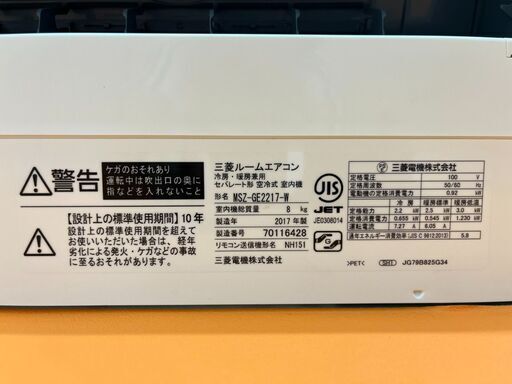 警告
ケガのおそれあり
運転中は吹出口の奥に
指などを入れないこと
【設計上の標準使用期間】10年
設計上の標準使用期間を超えて
お使いいただいた場合は、経年
劣化による発火・ケガなどの事故
に至るおそれがあります。
三菱ルームエアコン
冷房・暖房兼用
セパレート形 空冷式 室内機
形名 MSZ-GE2217-W
室内機総質量 8 kg
製造年 2017年製
製造番号 70116428
リモコン送信機形名 NH151
三菱電機株式会社
JIS
JET
JE0308014
三菱電機株式会社
定格電圧 100 V
定格周波数 50/60 Hz
電動機の定格消費電力 0.92 kW
冷房 暖房標準 暖房低温
定格能力 2.2 kW 2.5 kW 3.0 kW
定格消費電力 0.655 kW 0.545 kW 1.220 kW
運転電流 7.27 A 6.05 A
通年エネルギー消費効率(JIS C 9612:2013) 5.8
>PET< SH1 JG79B825G34